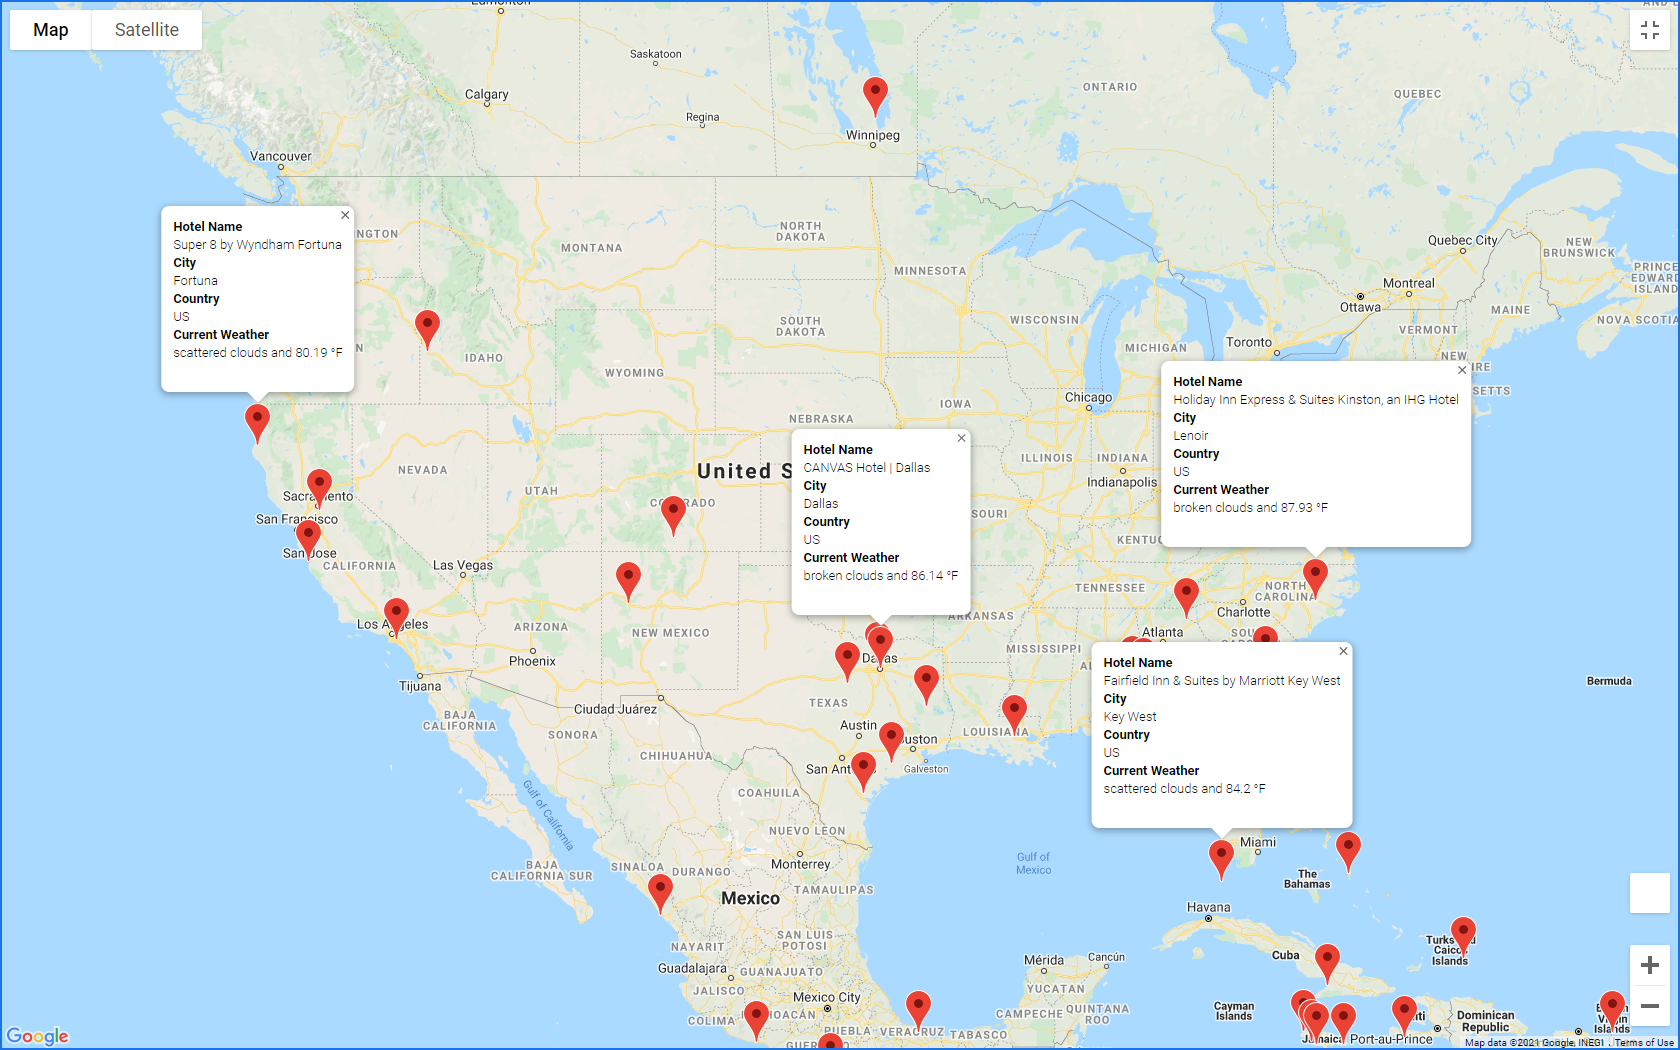 Map
Satellite
Edmonton
Saskatoon
Calgary
Regina
Winnipeg
ONTARIO
QUEBEC
Vancouver
NORTH
DAKOTA
MONTANA
MINNESOTA
Quebec City
NEW
BRUNSWICK
PRINCE
EDWARD
ISLAND
Montreal
Ottawa
MAINE
NOVA SCOTIA
VERMONT
Toronto
NEW
Hotel Name
Super 8 by Wyndham Fortuna
City
Fortuna
Country
US
Current Weather
scattered clouds and 80.19 °F
SOUTH
DAKOTA
WISCONSIN
MICHIGAN
IDAHO
WYOMING
IOWA
Chicago
NEBRASKA
Hotel Name
Holiday Inn Express & Suites Kinston, an IHG Hotel
City
Lenoir
Country
US
Current Weather
broken clouds and 87.93 °F
Hotel Name
CANVAS Hotel | Dallas
City
Dallas
Country
US
Current Weather
broken clouds and 86.14 °F
NEVADA
UTAH
United S
ILLINOIS
INDIANA
Indianapolis
Sacramento
San Francisco
San Jose
CALIFORNIA
Las Vegas
Los Angeles
ARIZONA
NEW MEXICO
Phoenix
Tijuana
BAJA
CALIFORNIA
Ciudad Juárez
SONORA
CHIHUAHUA
TENNESSEE
NORTH
CAROLINA
Charlotte
Atlanta
ARKANSAS
MISSISSIPPI
Dallas
TEXAS
Austin
LOUISIANA
Galveston
Bermuda
Hotel Name
Fairfield Inn & Suites by Marriott Key West
City
Key West
Country
US
Current Weather
scattered clouds and 84.2 °F
Gulf of California
COAHUILA
NUEVO LEON
Monterrey
BAJA
CALIFORNIA SUR
SINALOA
DURANGO
TAMAULIPAS
Mexico
Gulf of
Mexico
Miami
The
Bahamas
Havana
Cuba
SAN LUIS
POTOSI
NAYARIT
Guadalajara
GUANAJUATO
JALISCO
Mexico City
COLIMA
PUEBLA
VERACRUZ
TABASCO
Mérida
Cancún
YUCATAN
CAMPECHE
QUINTANA
ROO
Cayman
Islands
Jamaica
Port-au-Prince
Dominican
Republic
Islands
Google
Map data ©2021 Google, INEGI
Terms of Use